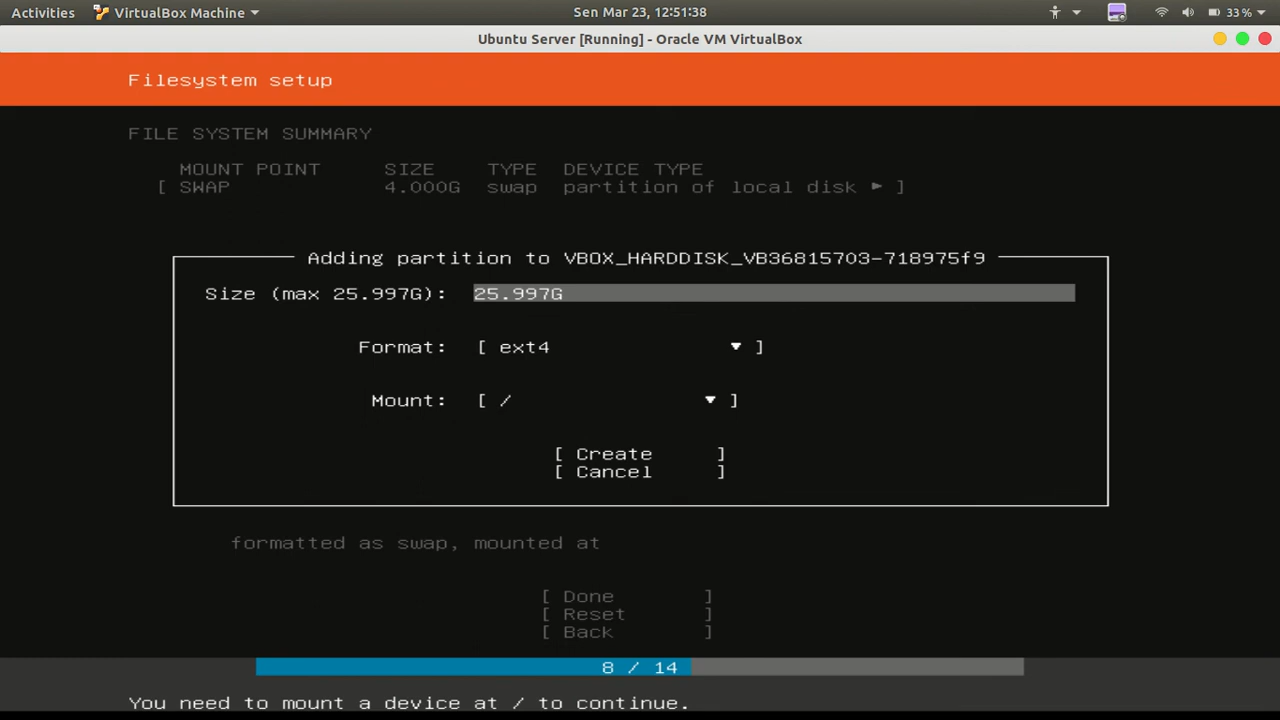 Activities VirtualBox Machine Sen Mar 23, 12:51:38 33 %
Ubuntu Server [Running] - Oracle VM VirtualBox
Filesystem setup
FILE SYSTEM SUMMARY
MOUNT POINT SIZE TYPE DEVICE TYPE
[ SWAP 4.000G swap partition of local disk ▸ ]
Adding partition to VBOX_HARDDISK_VB36815703-718975f9
Size (max 25.997G): 25.997G
Format: [ ext4 ▾ ]
Mount: [ / ▾ ]
[ Create ]
[ Cancel ]
formatted as swap, mounted at
[ Done ]
[ Reset ]
[ Back ]
8 / 14
You need to mount a device at / to continue.